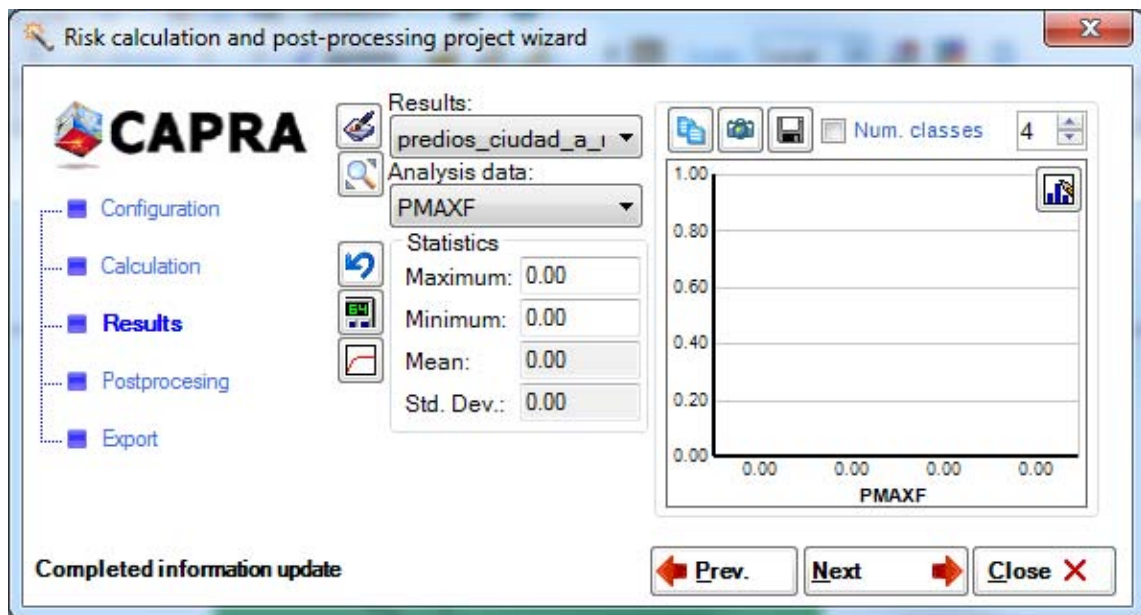 Risk calculation and post-processing project wizard
CAPRA
Configuration
Calculation
Results
Postprocesing
Export
Results:
predios_ciudad_a_
Analysis data:
PMAXF
Statistics
Maximum: 0.00
Minimum: 0.00
Mean: 0.00
Std. Dev.: 0.00
Num. classes 4
1.00
0.80
0.60
0.40
0.20
0.00
0.00 0.00 0.00 0.00
PMAXF
Completed information update
Prev. Next Close